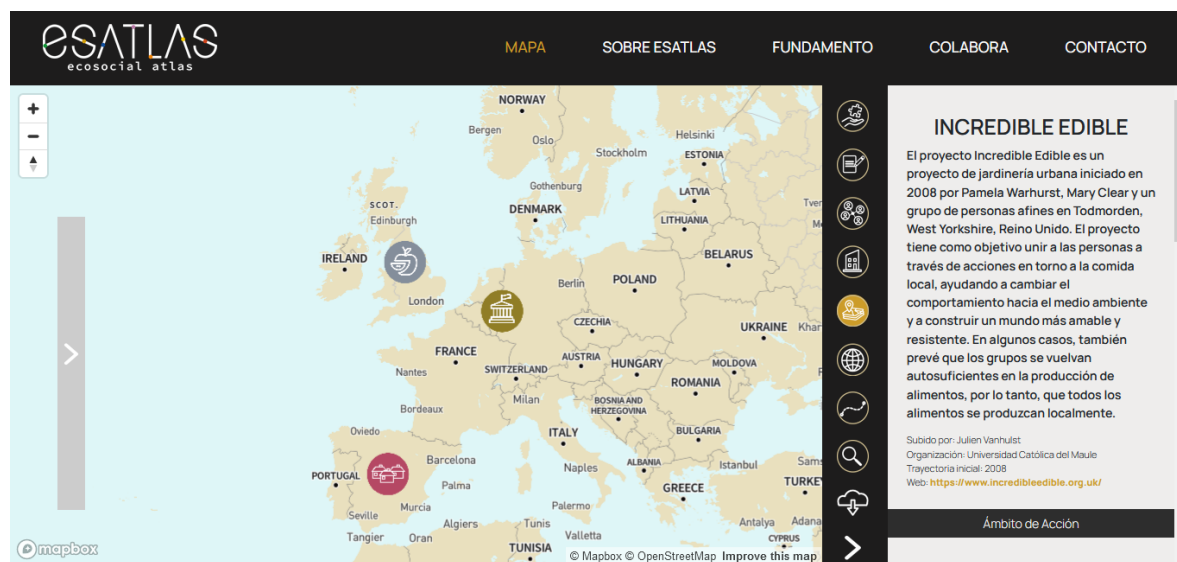 esATLAS
ecosocial atlas
MAPA
SOBRE ESATLAS
FUNDAMENTO
COLABORA
CONTACTO
NORWAY
Bergen
Oslo
Helsinki
Stockholm
ESTONIA
Gothenburg
LATVIA
Tver
SCOT.
DENMARK
Edinburgh
LITHUANIA
IRELAND
BELARUS
Berlin
POLAND
London
CZECHIA
UKRAINE
Khar
FRANCE
AUSTRIA
HUNGARY
MOLDOVA
Nantes
SWITZERLAND
ROMANIA
Milan
BOSNIA AND
HERZEGOVINA
Bordeaux
ITALY
BULGARIA
Oviedo
Barcelona
ALBANIA
Istanbul
Sams
PORTUGAL
Naples
Palma
GREECE
TURKEY
Murcia
Palermo
Seville
Algiers
Tunis
Antalya
Adana
Tangier
Oran
Valletta
CYPRUS
TUNISIA
mapbox
© Mapbox © OpenStreetMap Improve this map
INCREDIBLE EDIBLE
El proyecto Incredible Edible es un
proyecto de jardinería urbana iniciado en
2008 por Pamela Warhurst, Mary Clear y un
grupo de personas afines en Todmorden,
West Yorkshire, Reino Unido. El proyecto
tiene como objetivo unir a las personas a
través de acciones en torno a la comida
local, ayudando a cambiar el
comportamiento hacia el medio ambiente
y a construir un mundo más amable y
resistente. En algunos casos, también
prevé que los grupos se vuelvan
autosuficientes en la producción de
alimentos, por lo tanto, que todos los
alimentos se produzcan localmente.
Subido por: Julien Vanhulst
Organización: Universidad Católica del Maule
Trayectoria inicial: 2008
Web: https://www.incredibleedible.org.uk/
Ámbito de Acción